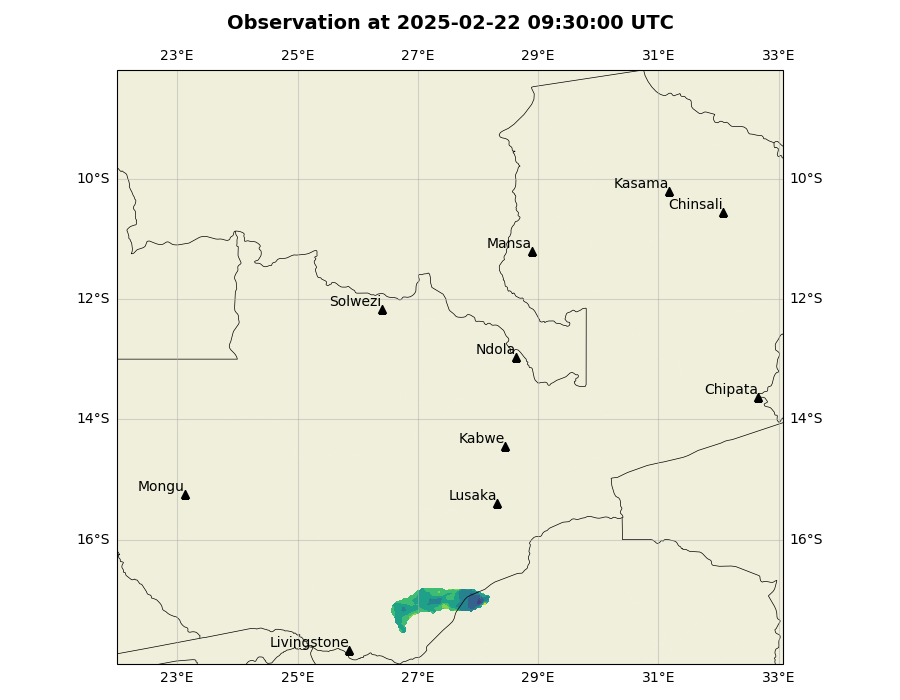 Observation at 2025-02-22 09:30:00 UTC
23°E 25°E 27°E 29°E 31°E 33°E
10°S 10°S
Kasama
Chinsali
Mansa
12°S 12°S
Solwezi
Ndola
Chipata
14°S 14°S
Kabwe
Mongu
Lusaka
16°S 16°S
Livingstone
23°E 25°E 27°E 29°E 31°E 33°E